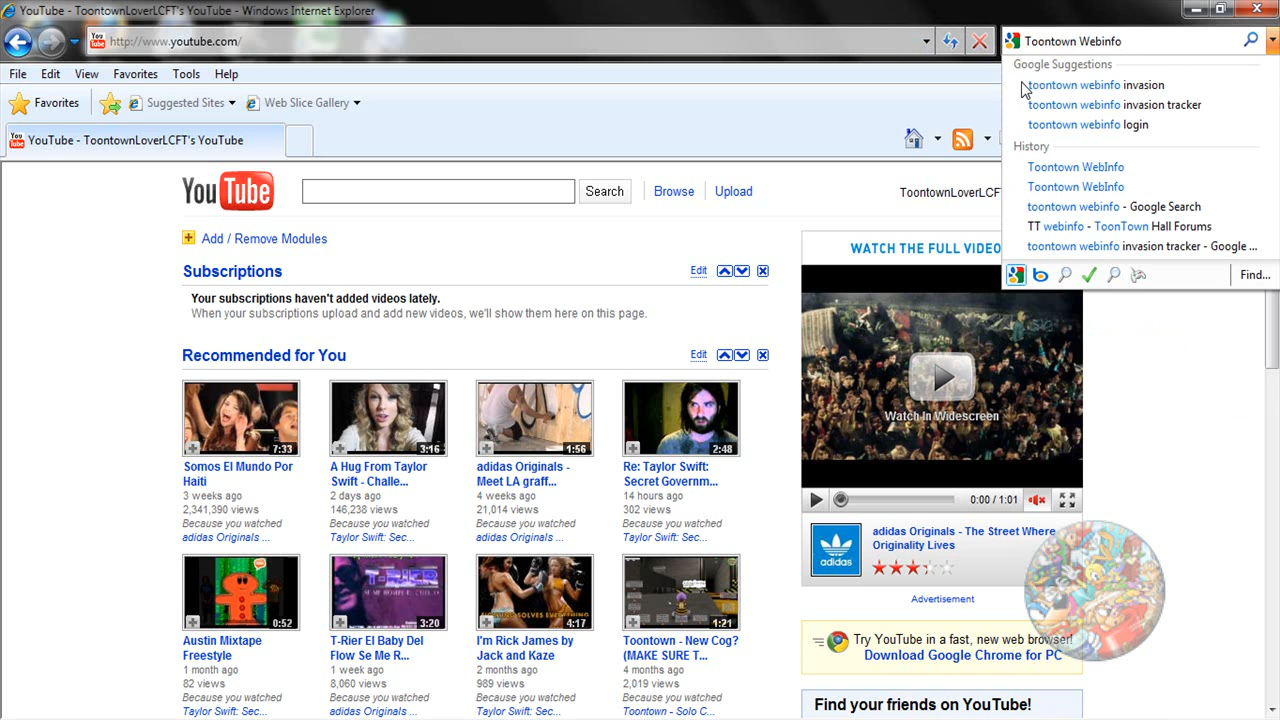 YouTube - ToontownLoverLCFT's YouTube - Windows Internet Explorer
http://www.youtube.com/
Toontown Webinfo
File Edit View Favorites Tools Help
Favorites Suggested Sites Web Slice Gallery
YouTube - ToontownLoverLCFT's YouTube
Google Suggestions
toontown webinfo invasion
toontown webinfo invasion tracker
toontown webinfo login
History
Toontown WebInfo
Toontown WebInfo
toontown webinfo - Google Search
TT webinfo - ToonTown Hall Forums
toontown webinfo invasion tracker - Google ...
Find...
YouTube Search Browse Upload ToontownLoverLCF
Add / Remove Modules
Subscriptions Edit
Your subscriptions haven't added videos lately.
When your subscriptions upload and add new videos, we'll show them here on this page.
Recommended for You Edit
7:33 3:16 1:56 2:48
Somos El Mundo Por
Haiti
3 weeks ago
2,341,390 views
Because you watched
adidas Originals ...
A Hug From Taylor
Swift - Challe...
2 days ago
146,238 views
Because you watched
Taylor Swift: Sec...
adidas Originals -
Meet LA graff...
4 weeks ago
21,014 views
Because you watched
adidas Originals ...
Re: Taylor Swift:
Secret Governm...
14 hours ago
302 views
Because you watched
Taylor Swift: Sec...
0:52 3:20 4:17 1:21
T-RIER
Austin Mixtape
Freestyle
1 month ago
82 views
Because you watched
Taylor Swift: Sec...
T-Rier El Baby Del
Flow Se Me R...
1 week ago
8,060 views
Because you watched
adidas Originals ...
I'm Rick James by
Jack and Kaze
2 months ago
989 views
Because you watched
Taylor Swift: Sec...
Toontown - New Cog?
(MAKE SURE T...
4 months ago
2,019 views
Because you watched
Toontown - Solo C...
WATCH THE FULL VIDEO
Watch In Widescreen
0:00 / 1:01
adidas
adidas Originals - The Street Where
Originality Lives
Advertisement
Try YouTube in a fast, new web browser!
Download Google Chrome for PC
Find your friends on YouTube!